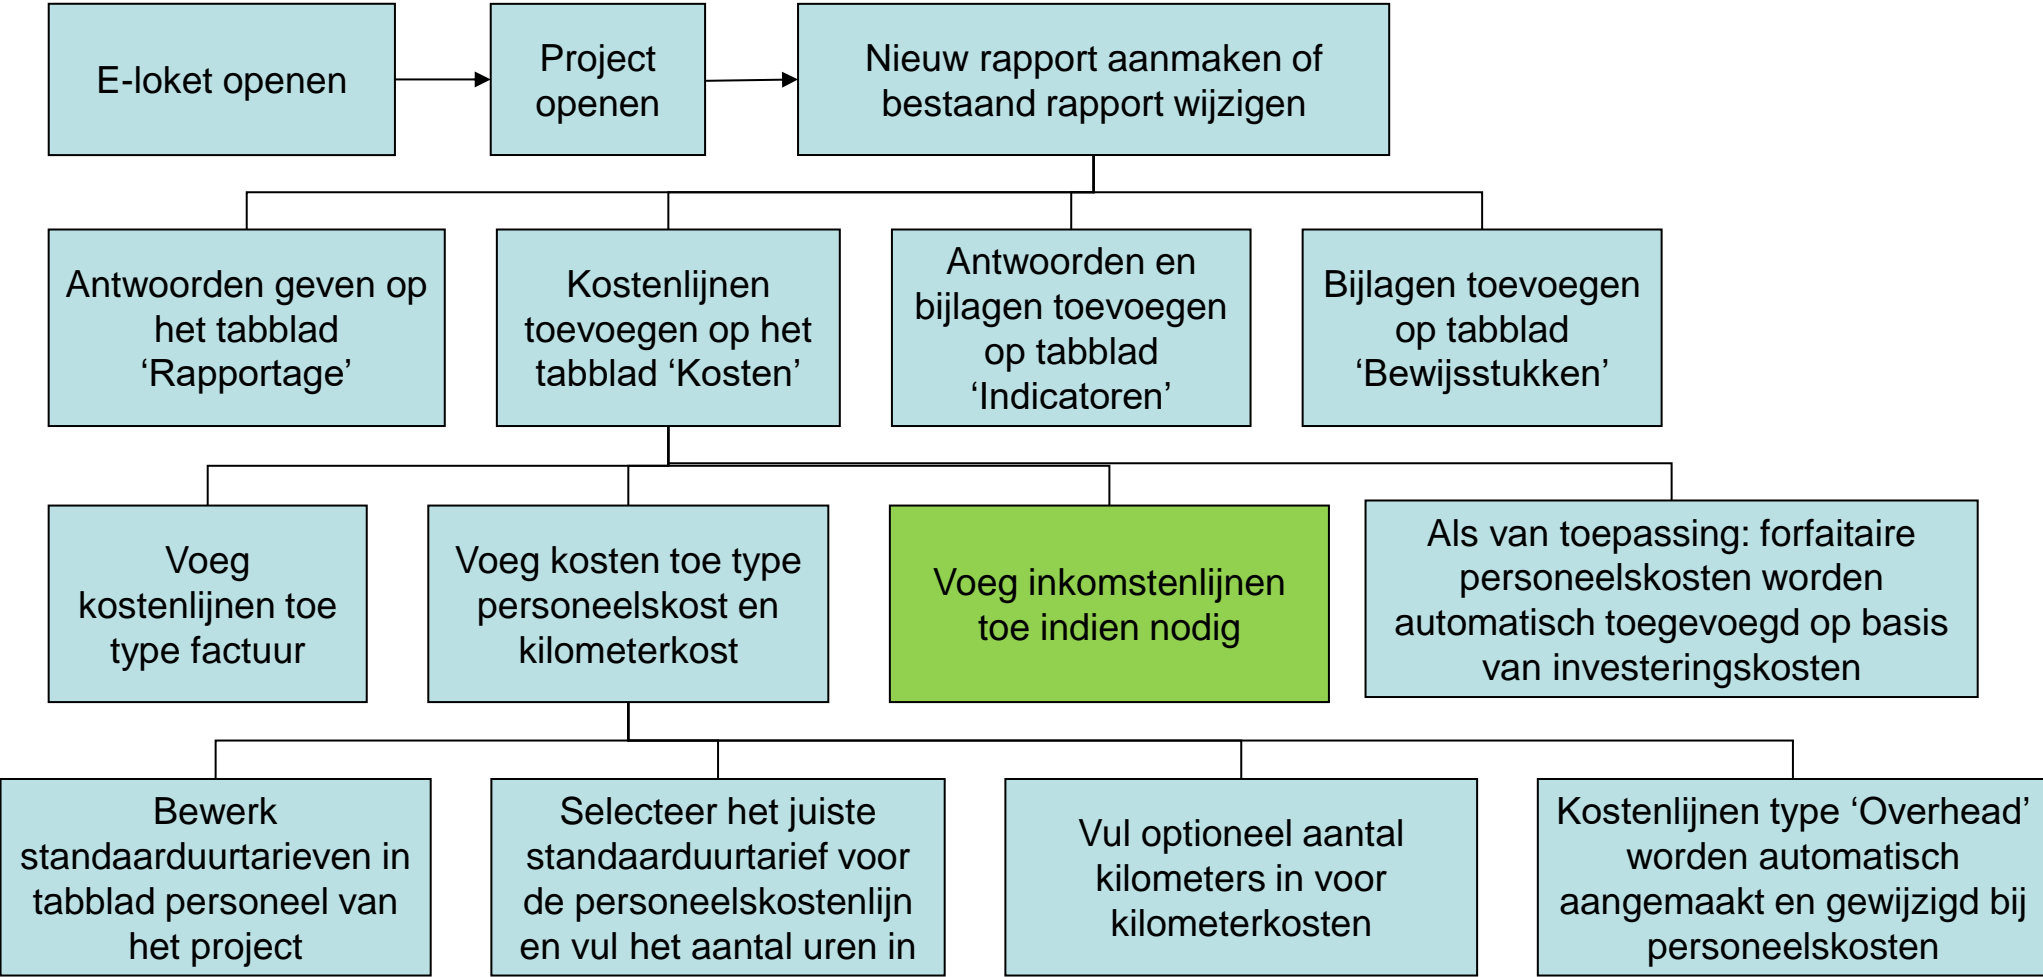 E-loket openen
Project
openen
Nieuw rapport aanmaken of
bestaand rapport wijzigen
Antwoorden geven op
het tabblad
‘Rapportage’
Kostenlijnen
toevoegen op het
tabblad ‘Kosten’
Antwoorden en
bijlagen toevoegen
op tabblad
‘Indicatoren’
Bijlagen toevoegen
op tabblad
‘Bewijsstukken’
Voeg
kostenlijnen toe
type factuur
Voeg kosten toe type
personeelskost en
kilometerkost
Voeg inkomstenlijnen
toe indien nodig
Als van toepassing: forfaitaire
personeelskosten worden
automatisch toegevoegd op basis
van investeringskosten
Bewerk
standaarduurtarieven in
tabblad personeel van
het project
Selecteer het juiste
standaarduurtarief voor
de personeelskostenlijn
en vul het aantal uren in
Vul optioneel aantal
kilometers in voor
kilometerkosten
Kostenlijnen type ‘Overhead’
worden automatisch
aangemaakt en gewijzigd bij
personeelskosten